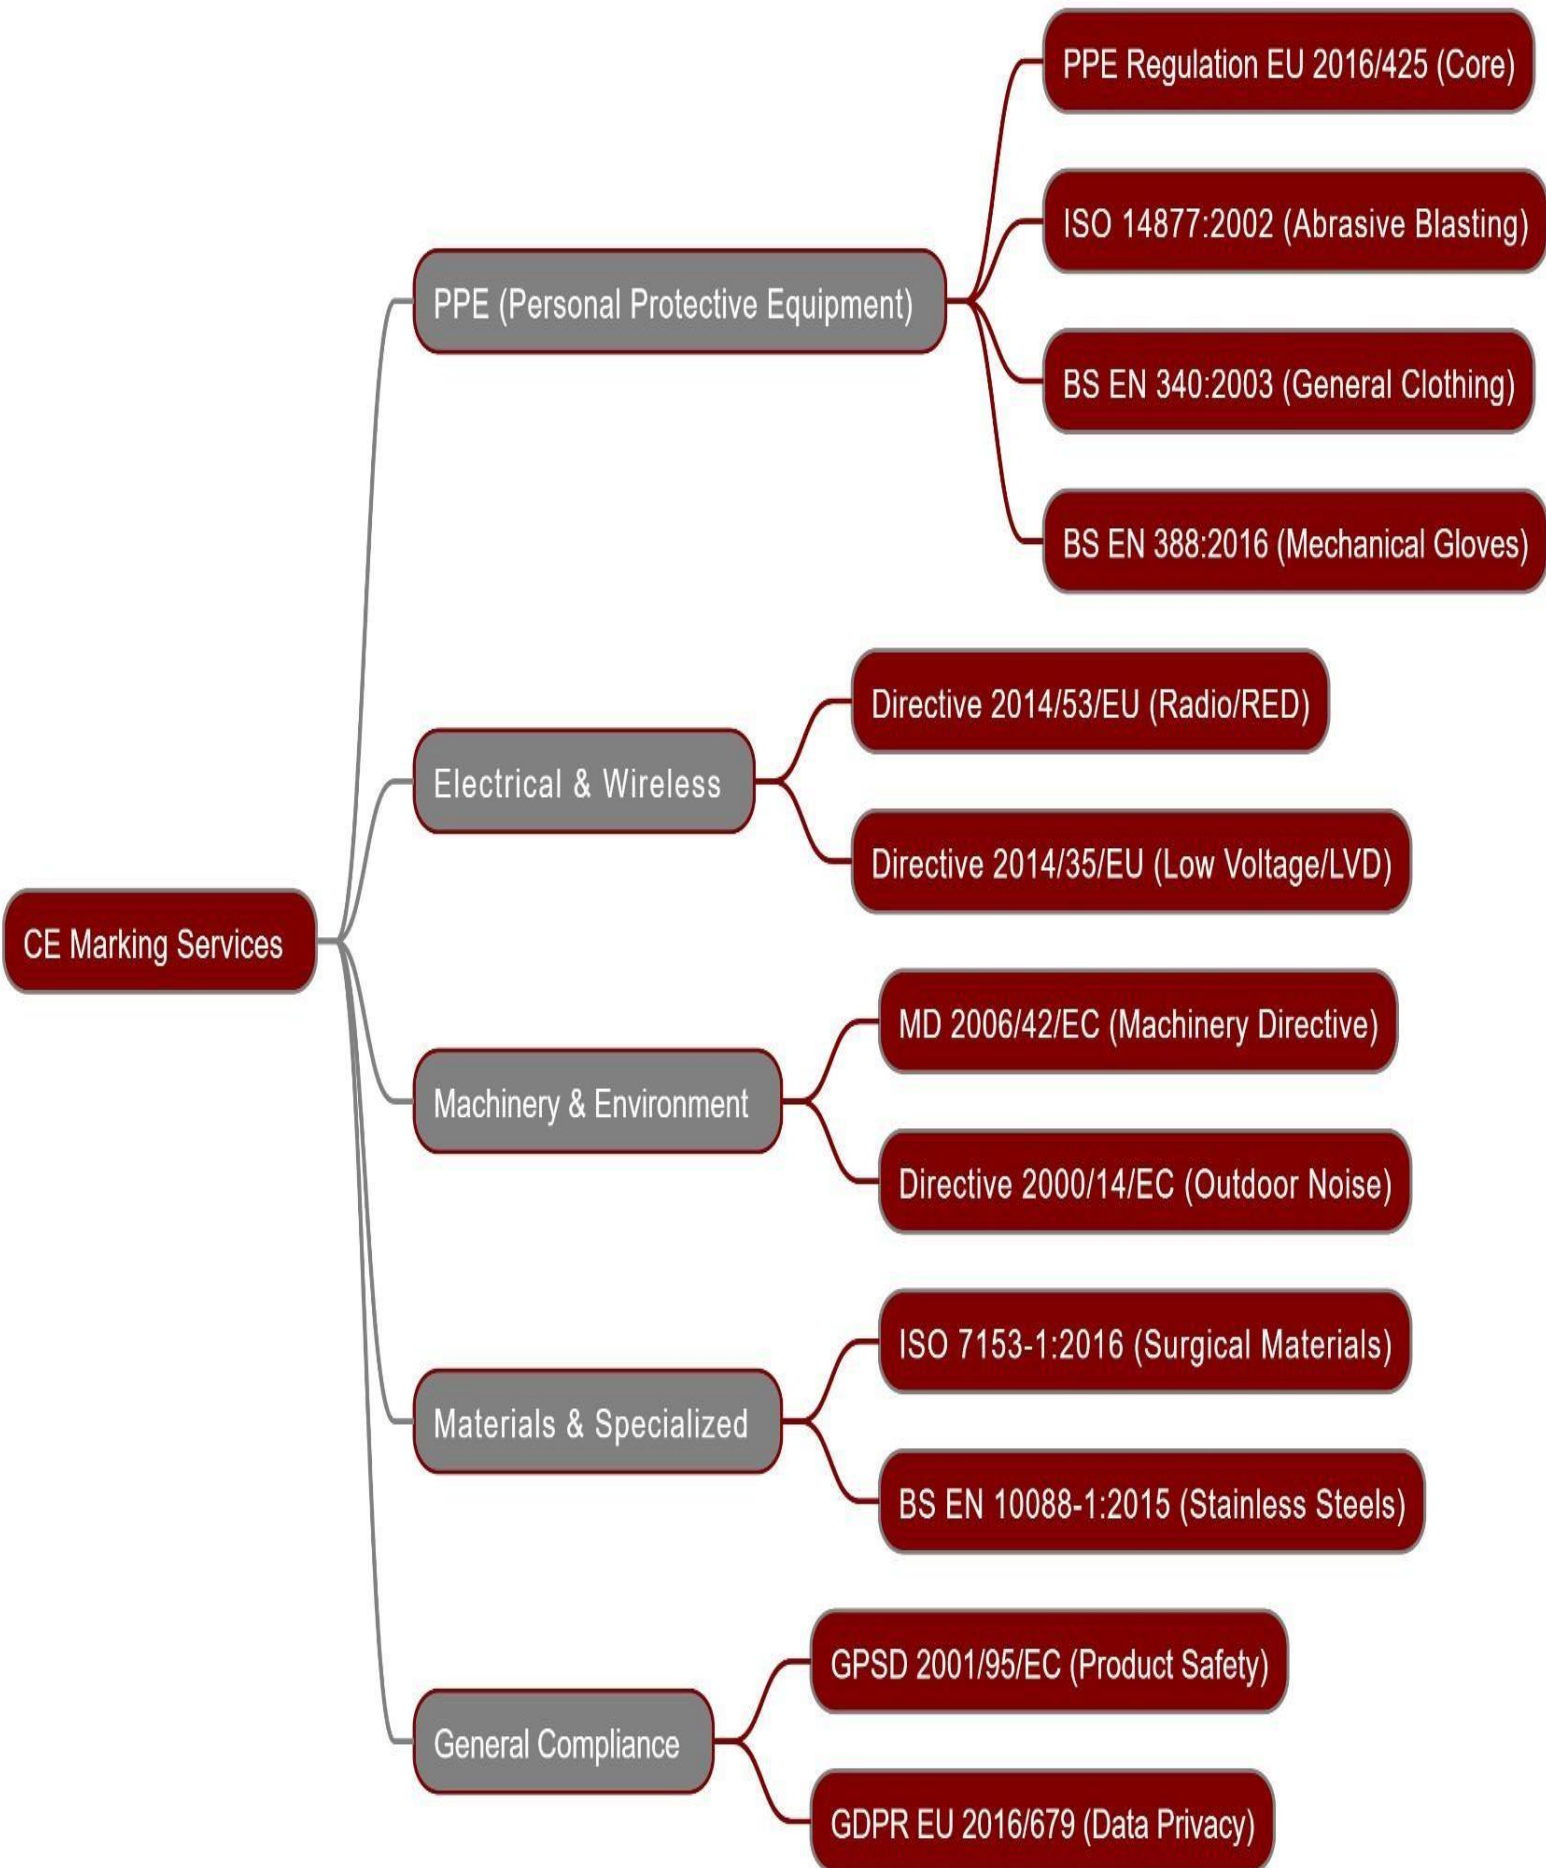 CE Marking Services
PPE (Personal Protective Equipment)
PPE Regulation EU 2016/425 (Core)
ISO 14877:2002 (Abrasive Blasting)
BS EN 340:2003 (General Clothing)
BS EN 388:2016 (Mechanical Gloves)
Electrical & Wireless
Directive 2014/53/EU (Radio/RED)
Directive 2014/35/EU (Low Voltage/LVD)
Machinery & Environment
MD 2006/42/EC (Machinery Directive)
Directive 2000/14/EC (Outdoor Noise)
Materials & Specialized
ISO 7153-1:2016 (Surgical Materials)
BS EN 10088-1:2015 (Stainless Steels)
General Compliance
GPSD 2001/95/EC (Product Safety)
GDPR EU 2016/679 (Data Privacy)